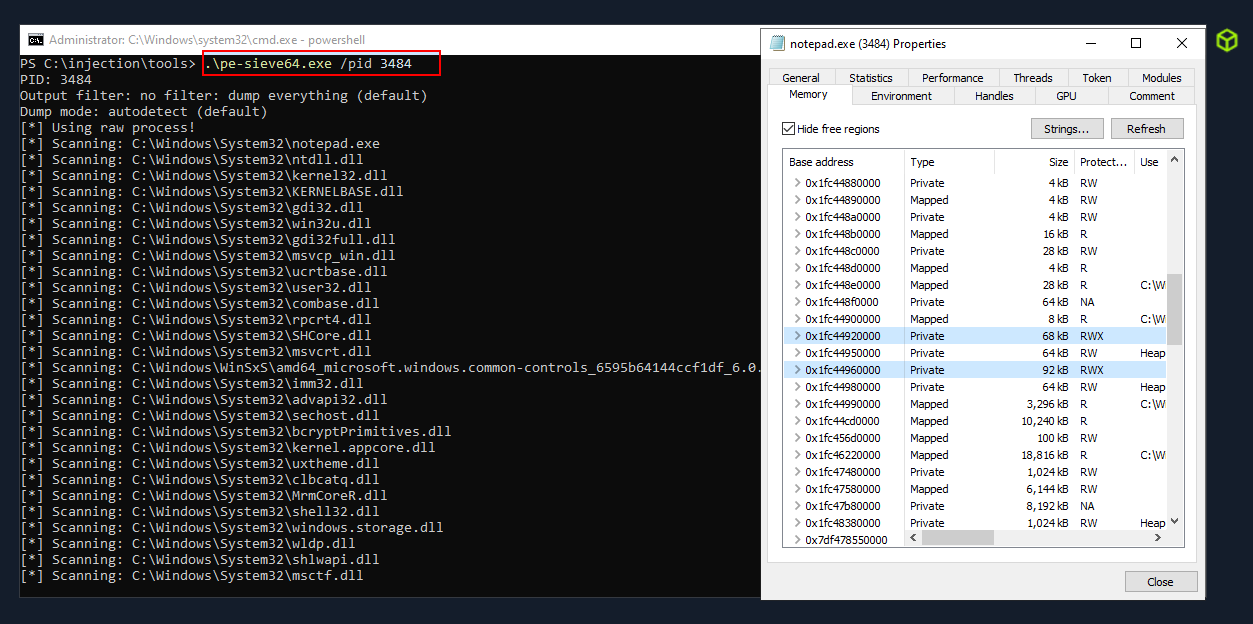 Administrator: C:\Windows\system32\cmd.exe - powershell
PS C:\injection\tools> .\pe-sieve64.exe /pid 3484
PID: 3484
Output filter: no filter: dump everything (default)
Dump mode: autodetect (default)
[*] Using raw process!
[*] Scanning: C:\Windows\System32\notepad.exe
[*] Scanning: C:\Windows\System32\ntdll.dll
[*] Scanning: C:\Windows\System32\kernel32.dll
[*] Scanning: C:\Windows\System32\KERNELBASE.dll
[*] Scanning: C:\Windows\System32\gdi32.dll
[*] Scanning: C:\Windows\System32\win32u.dll
[*] Scanning: C:\Windows\System32\gdi32full.dll
[*] Scanning: C:\Windows\System32\msvcp_win.dll
[*] Scanning: C:\Windows\System32\ucrtbase.dll
[*] Scanning: C:\Windows\System32\user32.dll
[*] Scanning: C:\Windows\System32\combase.dll
[*] Scanning: C:\Windows\System32\rpcrt4.dll
[*] Scanning: C:\Windows\System32\SHCore.dll
[*] Scanning: C:\Windows\System32\msvcrt.dll
[*] Scanning: C:\Windows\WinSxS\amd64_microsoft.windows.common-controls_6595b64144ccf1df_6.0.
[*] Scanning: C:\Windows\System32\imm32.dll
[*] Scanning: C:\Windows\System32\advapi32.dll
[*] Scanning: C:\Windows\System32\sechost.dll
[*] Scanning: C:\Windows\System32\bcryptPrimitives.dll
[*] Scanning: C:\Windows\System32\kernel.appcore.dll
[*] Scanning: C:\Windows\System32\uxtheme.dll
[*] Scanning: C:\Windows\System32\clbcatq.dll
[*] Scanning: C:\Windows\System32\MrmCoreR.dll
[*] Scanning: C:\Windows\System32\shell32.dll
[*] Scanning: C:\Windows\System32\windows.storage.dll
[*] Scanning: C:\Windows\System32\wldp.dll
[*] Scanning: C:\Windows\System32\shlwapi.dll
[*] Scanning: C:\Windows\System32\msctf.dll
notepad.exe (3484) Properties
General Statistics Performance Threads Token Modules
Memory Environment Handles GPU Comment
Hide free regions Strings... Refresh
Base address Type Size Protect... Use
0x1fc44880000 Private 4 kB RW
0x1fc44890000 Mapped 4 kB RW
0x1fc448a0000 Private 4 kB RW
0x1fc448b0000 Mapped 16 kB R
0x1fc448c0000 Private 28 kB RW
0x1fc448d0000 Mapped 4 kB R
0x1fc448e0000 Mapped 28 kB R C:\W
0x1fc448f0000 Private 64 kB NA
0x1fc44900000 Mapped 8 kB R C:\W
0x1fc44920000 Private 68 kB RWX
0x1fc44950000 Private 64 kB RW Heap
0x1fc44960000 Private 92 kB RWX
0x1fc44980000 Private 64 kB RW Heap
0x1fc44990000 Mapped 3,296 kB R C:\W
0x1fc44cd0000 Mapped 10,240 kB R
0x1fc456d0000 Mapped 100 kB RW
0x1fc46220000 Mapped 18,816 kB R C:\W
0x1fc47480000 Private 1,024 kB RW
0x1fc47580000 Mapped 6,144 kB RW
0x1fc47b80000 Private 8,192 kB NA
0x1fc48380000 Private 1,024 kB RW Heap
0x7df478550000
Close